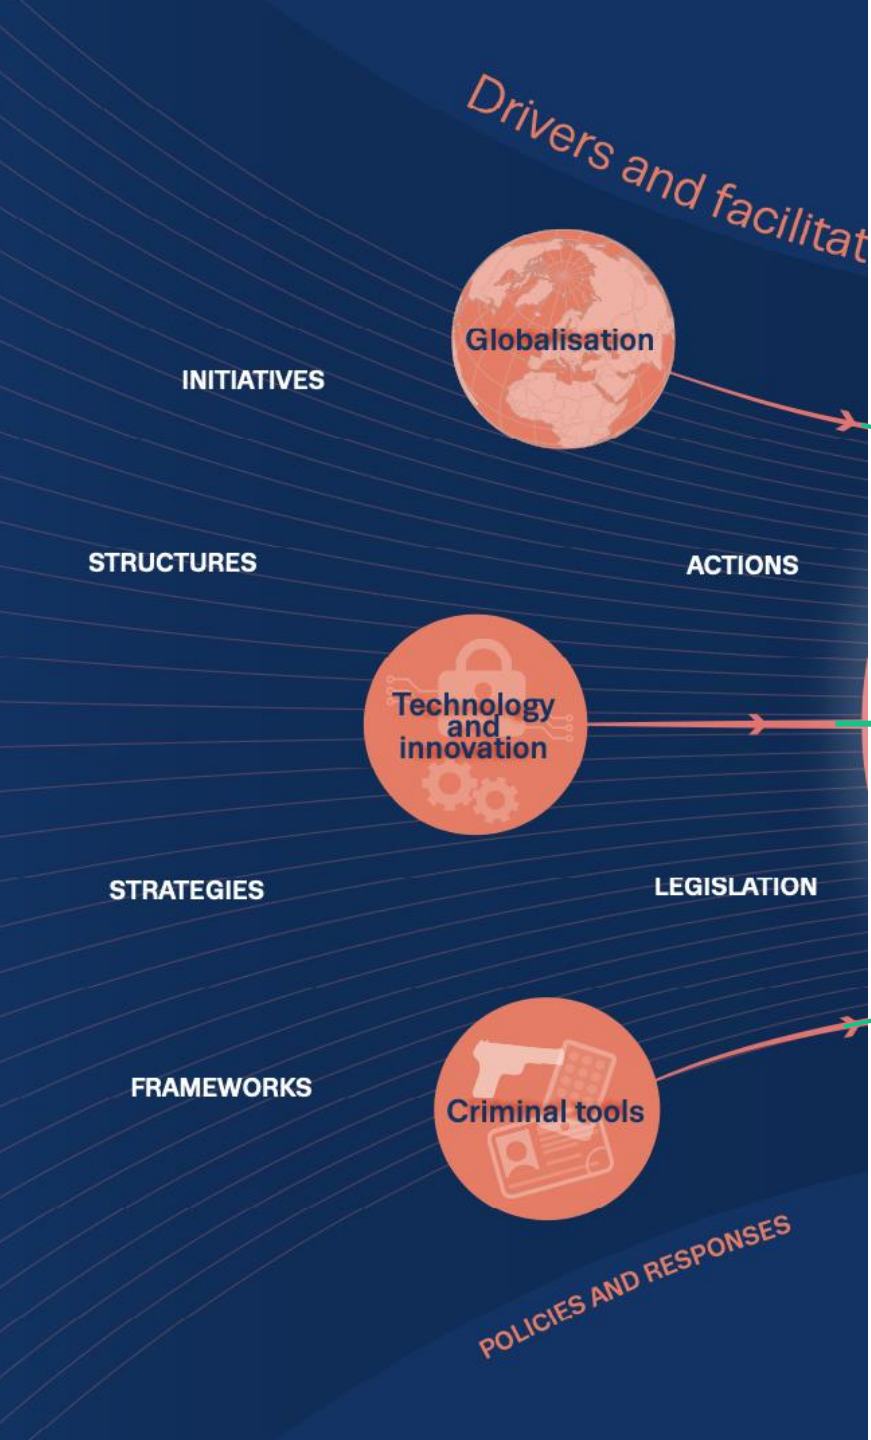 Drivers and facilitat
Globalisation
INITIATIVES
STRUCTURES
ACTIONS
Technology
and
innovation
STRATEGIES
LEGISLATION
FRAMEWORKS
Criminal tools
POLICIES AND RESPONSES